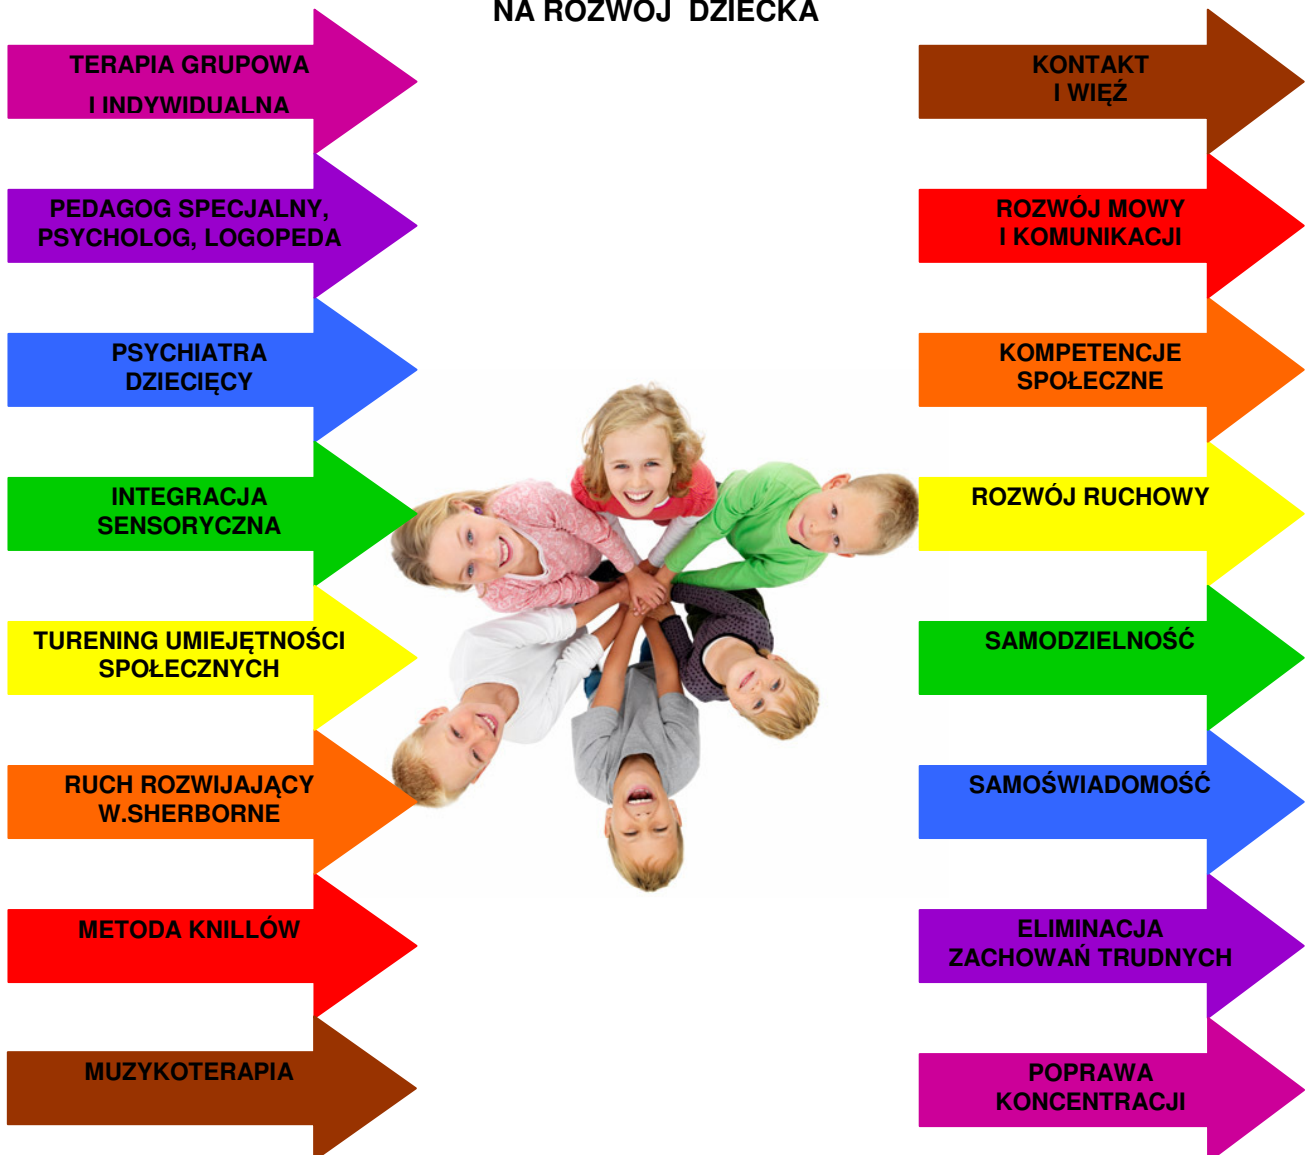 NA ROZWÓJ DZIECKA
TERAPIA GRUPOWA
I INDYWIDUALNA
PEDAGOG SPECJALNY,
PSYCHOLOG, LOGOPEDA
PSYCHIATRA
DZIECIĘCY
INTEGRACJA
SENSORYCZNA
TURENING UMIEJĘTNOŚCI
SPOŁECZNYCH
RUCH ROZWIJAJĄCY
W.SHERBORNE
METODA KNILLÓW
MUZYKOTERAPIA
KONTAKT
I WIĘŹ
ROZWÓJ MOWY
I KOMUNIKACJI
KOMPETENCJE
SPOŁECZNE
ROZWÓJ RUCHOWY
SAMODZIELNOŚĆ
SAMOŚWIADOMOŚĆ
ELIMINACJA
ZACHOWAŃ TRUDNYCH
POPRAWA
KONCENTRACJI